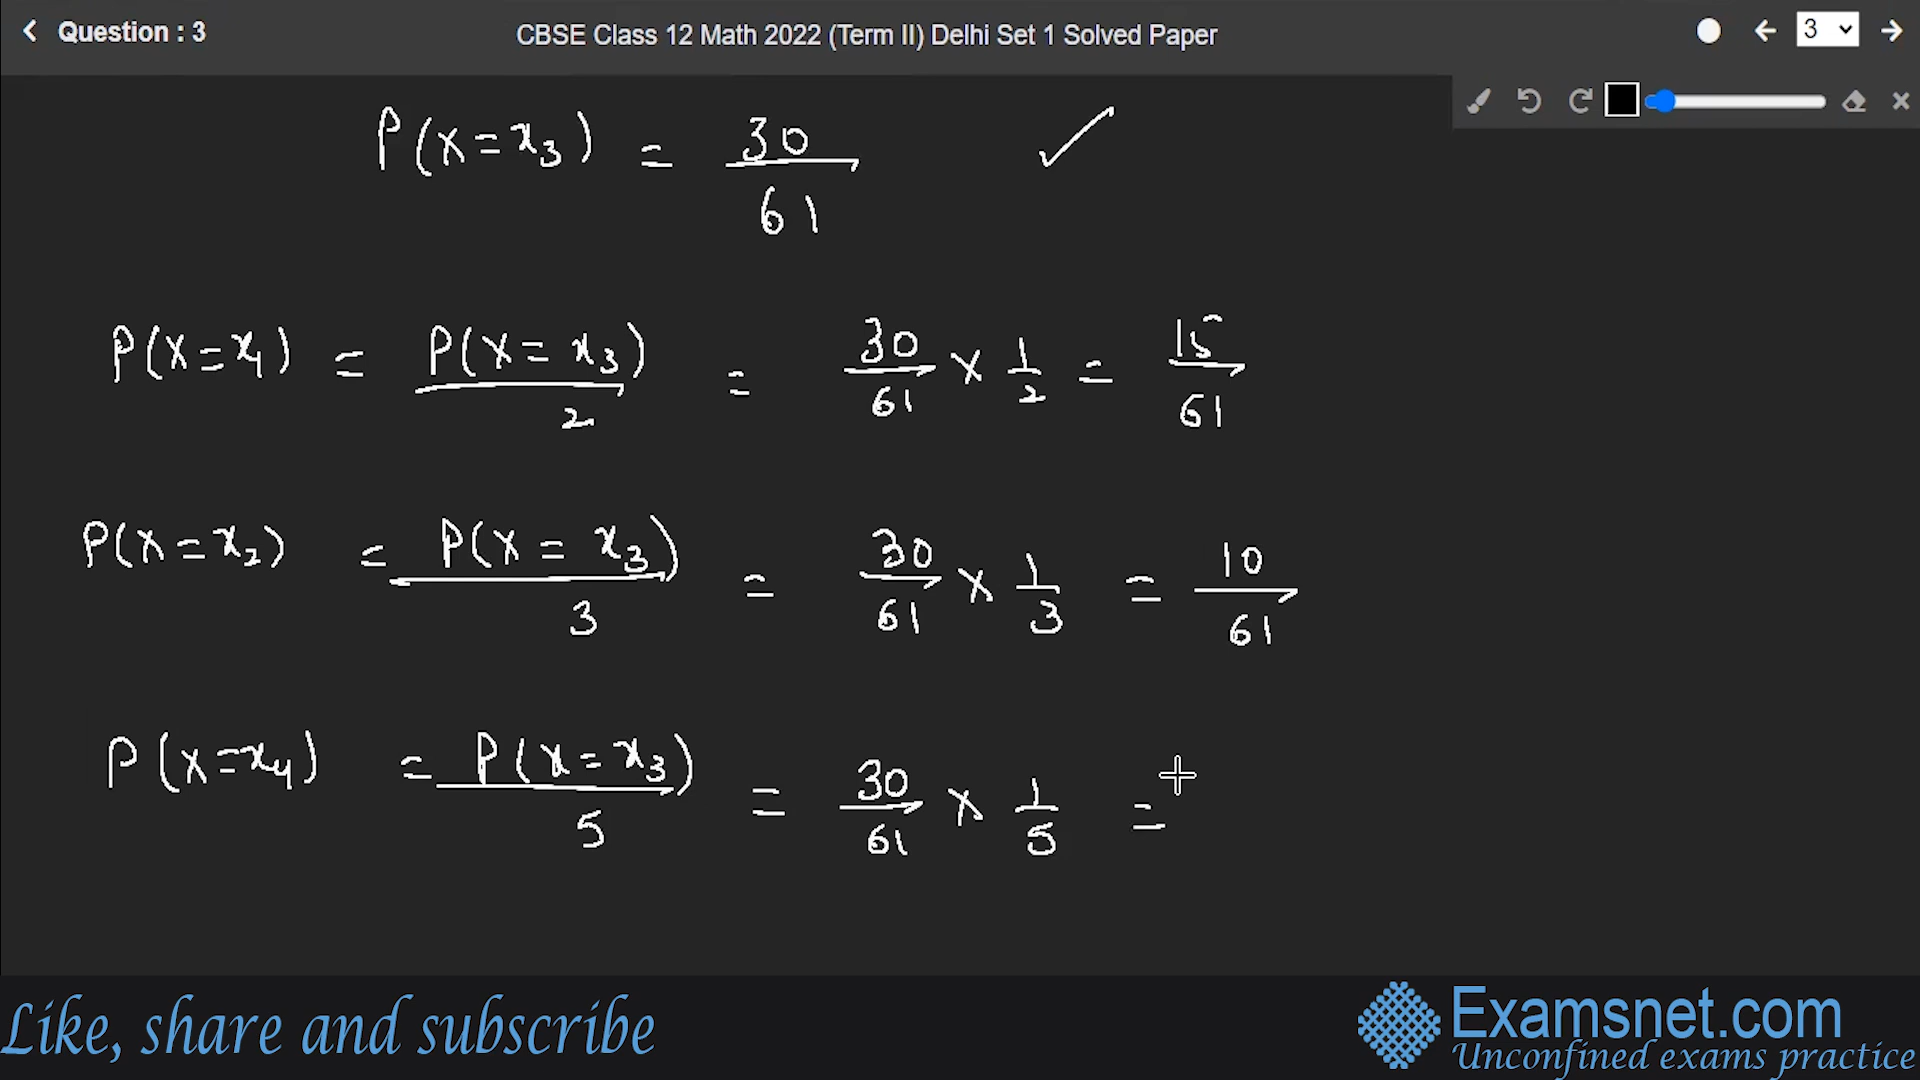 Question : 3
CBSE Class 12 Math 2022 (Term II) Delhi Set 1 Solved Paper
3
P(X=x₃) = 30/61 ✓
P(X=x₁) = P(X=x₃)/2 = 30/61 × 1/2 = 15/61
P(X=x₂) = P(X=x₃)/3 = 30/61 × 1/3 = 10/61
P(X=x₄) = P(X=x₃)/5 = 30/61 × 1/5 =
Like, share and subscribe
Examsnet.com
Unconfined exams practice